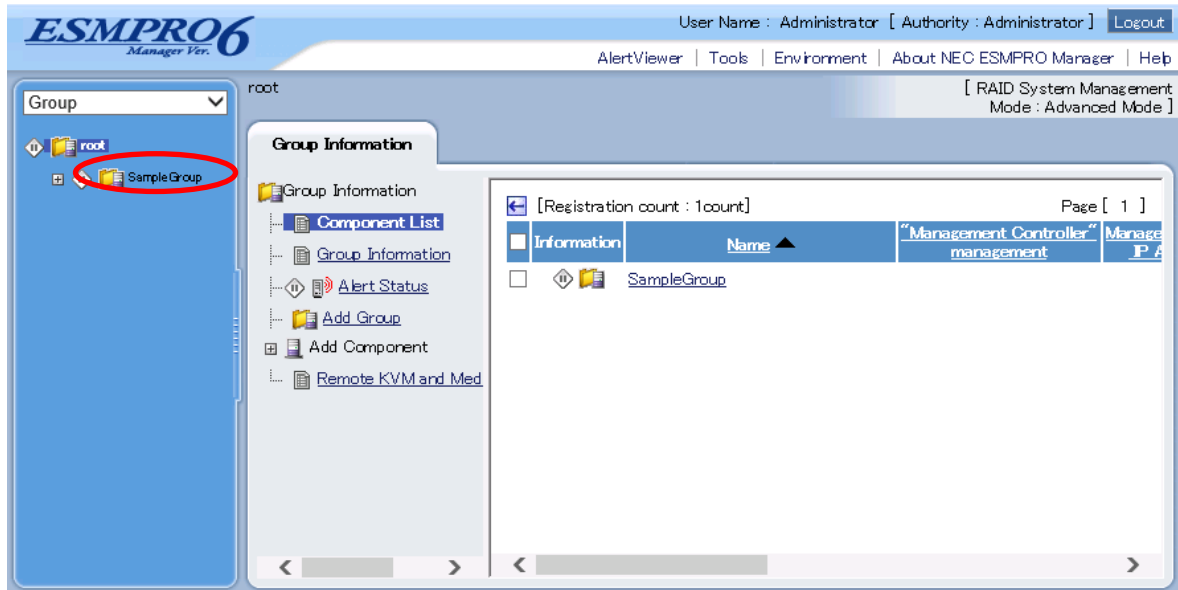 ESMPRO6
Manager Ver.
User Name : Administrator [ Authority : Administrator ] Logout
AlertViewer | Tools | Environment | About NEC ESMPRO Manager | Help
Group
root
SampleGroup
root
[ RAID System Management
Mode : Advanced Mode ]
Group Information
Group Information
Component List
Group Information
Alert Status
Add Group
Add Component
Remote KVM and Med
[Registration count : 1count]
Page [ 1 ]
Information Name ▲ "Management Controller" management Manage
SampleGroup